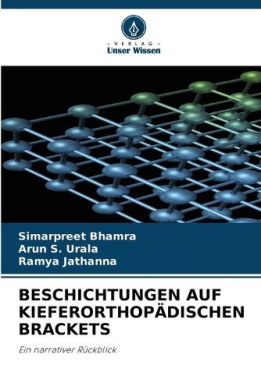 - VERLAG -
Unser Wissen
Simarpreet Bhamra
Arun S. Urala
Ramya Jathanna
BESCHICHTUNGEN AUF
KIEFERORTHOPÄDISCHEN
BRACKETS
Ein narrativer Rückblick